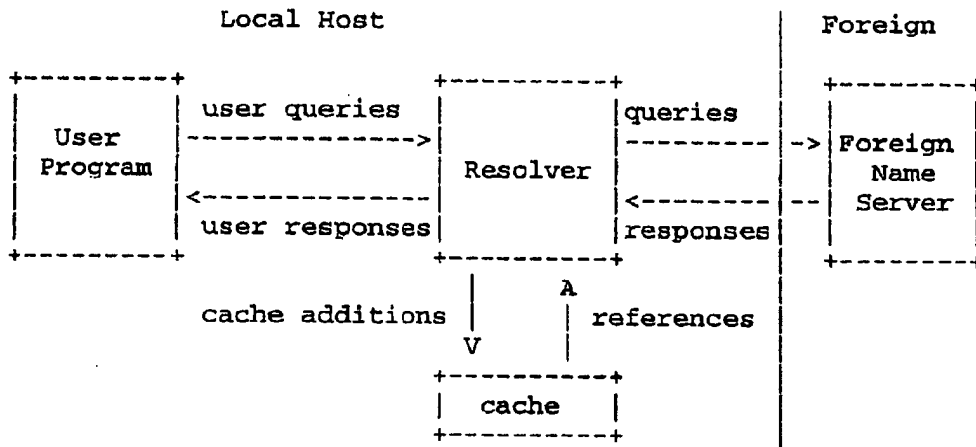 Local Host
Foreign
user queries
queries
User
Program
Resolver
Foreign
Name
Server
user responses
responses
A
cache additions
references
V
cache